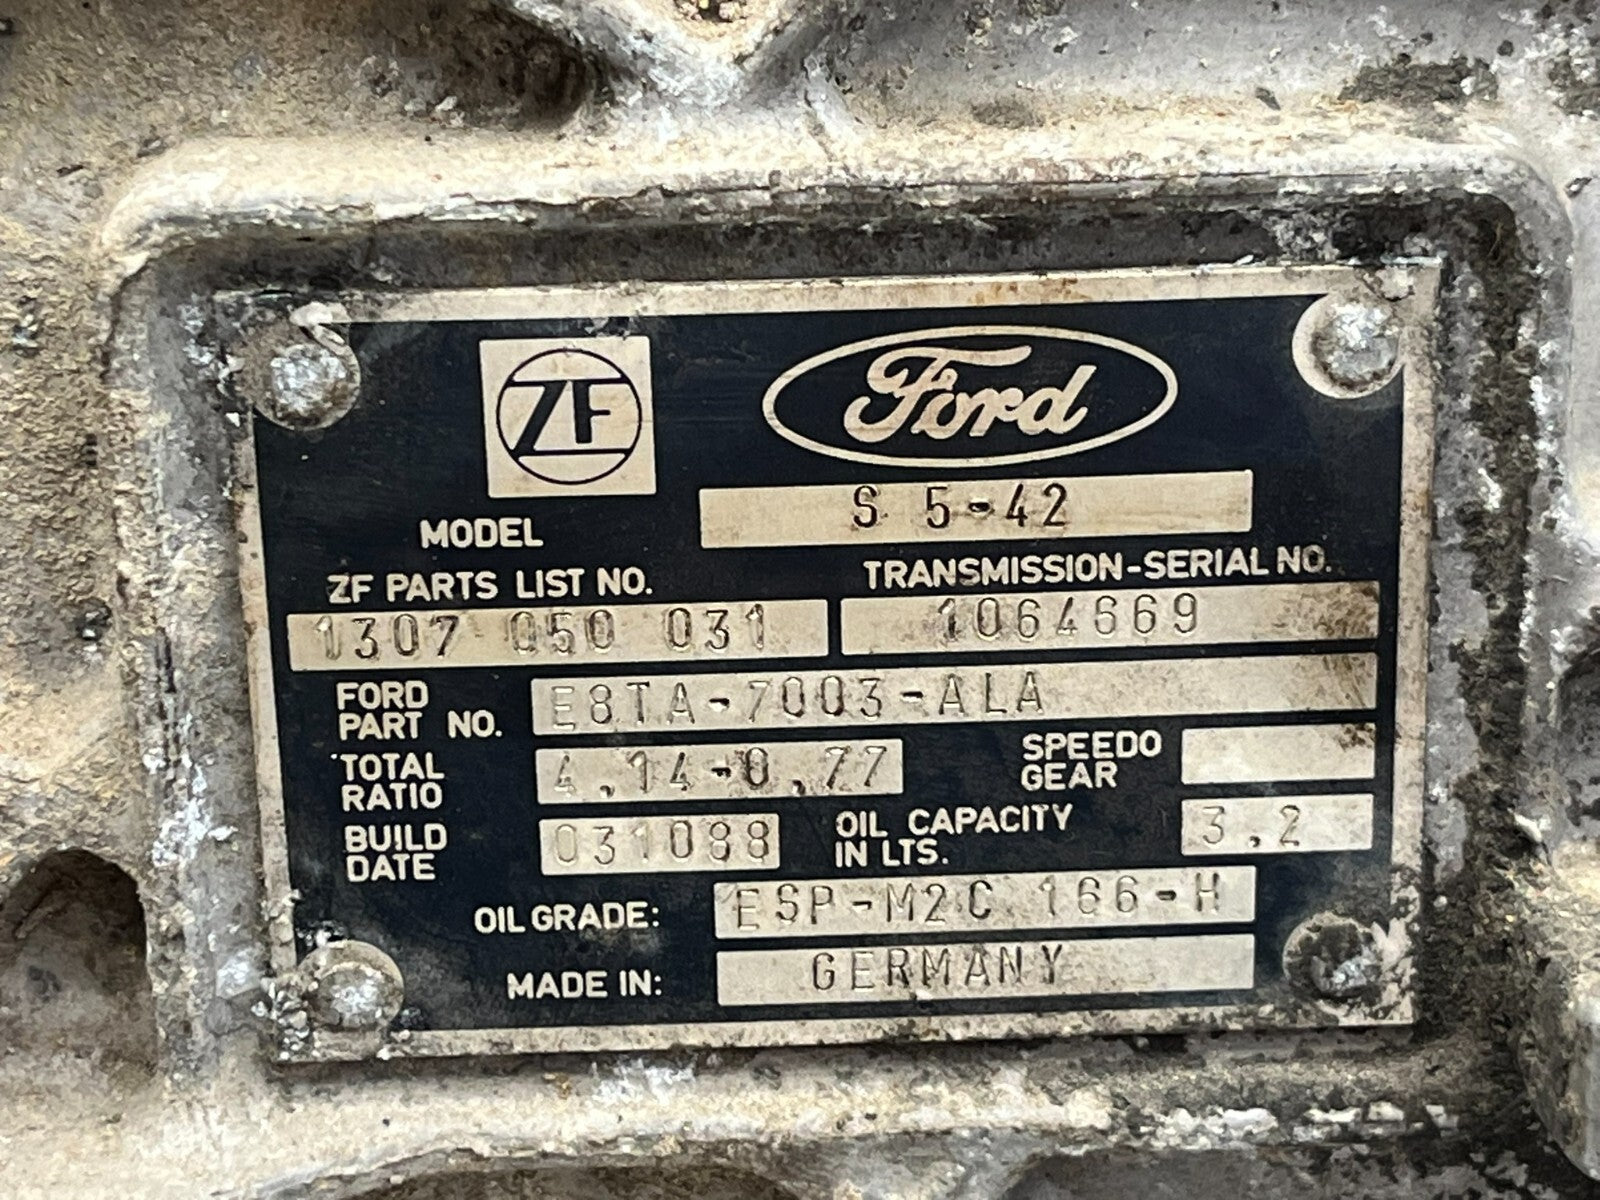 ZF
Ford
MODEL S 5-42
ZF PARTS LIST NO. TRANSMISSION-SERIAL NO.
1307 050 031 1064669
FORD PART NO. E8TA-7003-ALA
TOTAL RATIO 4,14-0,77 SPEEDO GEAR
BUILD DATE 031088 OIL CAPACITY IN LTS. 3,2
OIL GRADE: ESP-M2C 166-H
MADE IN: GERMANY